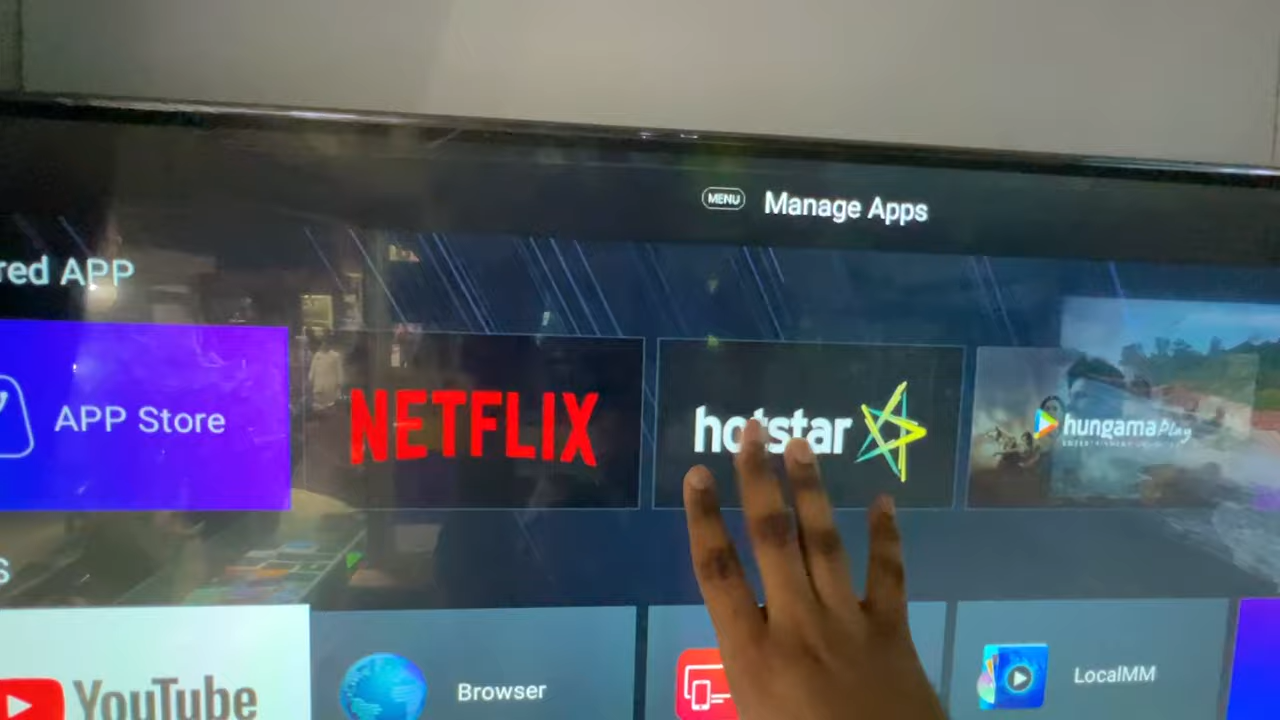 MENU Manage Apps
red APP
APP Store
NETFLIX
hotstar
hungama Play
S
YouTube
Browser
LocalMM